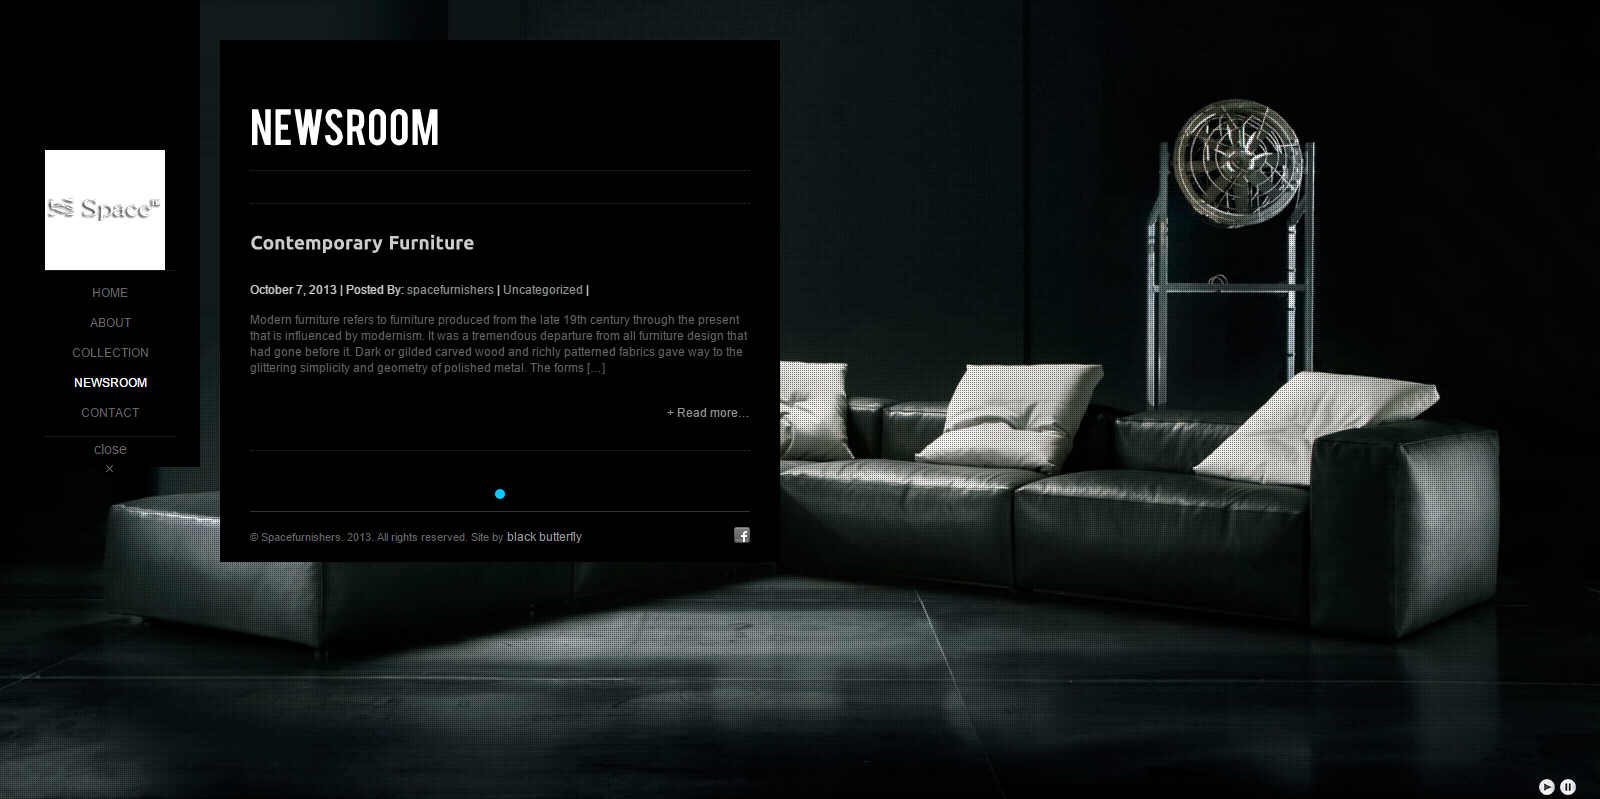 Space
HOME
ABOUT
COLLECTION
NEWSROOM
CONTACT
close
×
NEWSROOM
Contemporary Furniture
October 7, 2013 | Posted By: spacefurnishers | Uncategorized |
Modern furniture refers to furniture produced from the late 19th century through the present
that is influenced by modernism. It was a tremendous departure from all furniture design that
had gone before it. Dark or gilded carved wood and richly patterned fabrics gave way to the
glittering simplicity and geometry of polished metal. The forms […]
+ Read more…
© Spacefurnishers. 2013. All rights reserved. Site by black butterfly